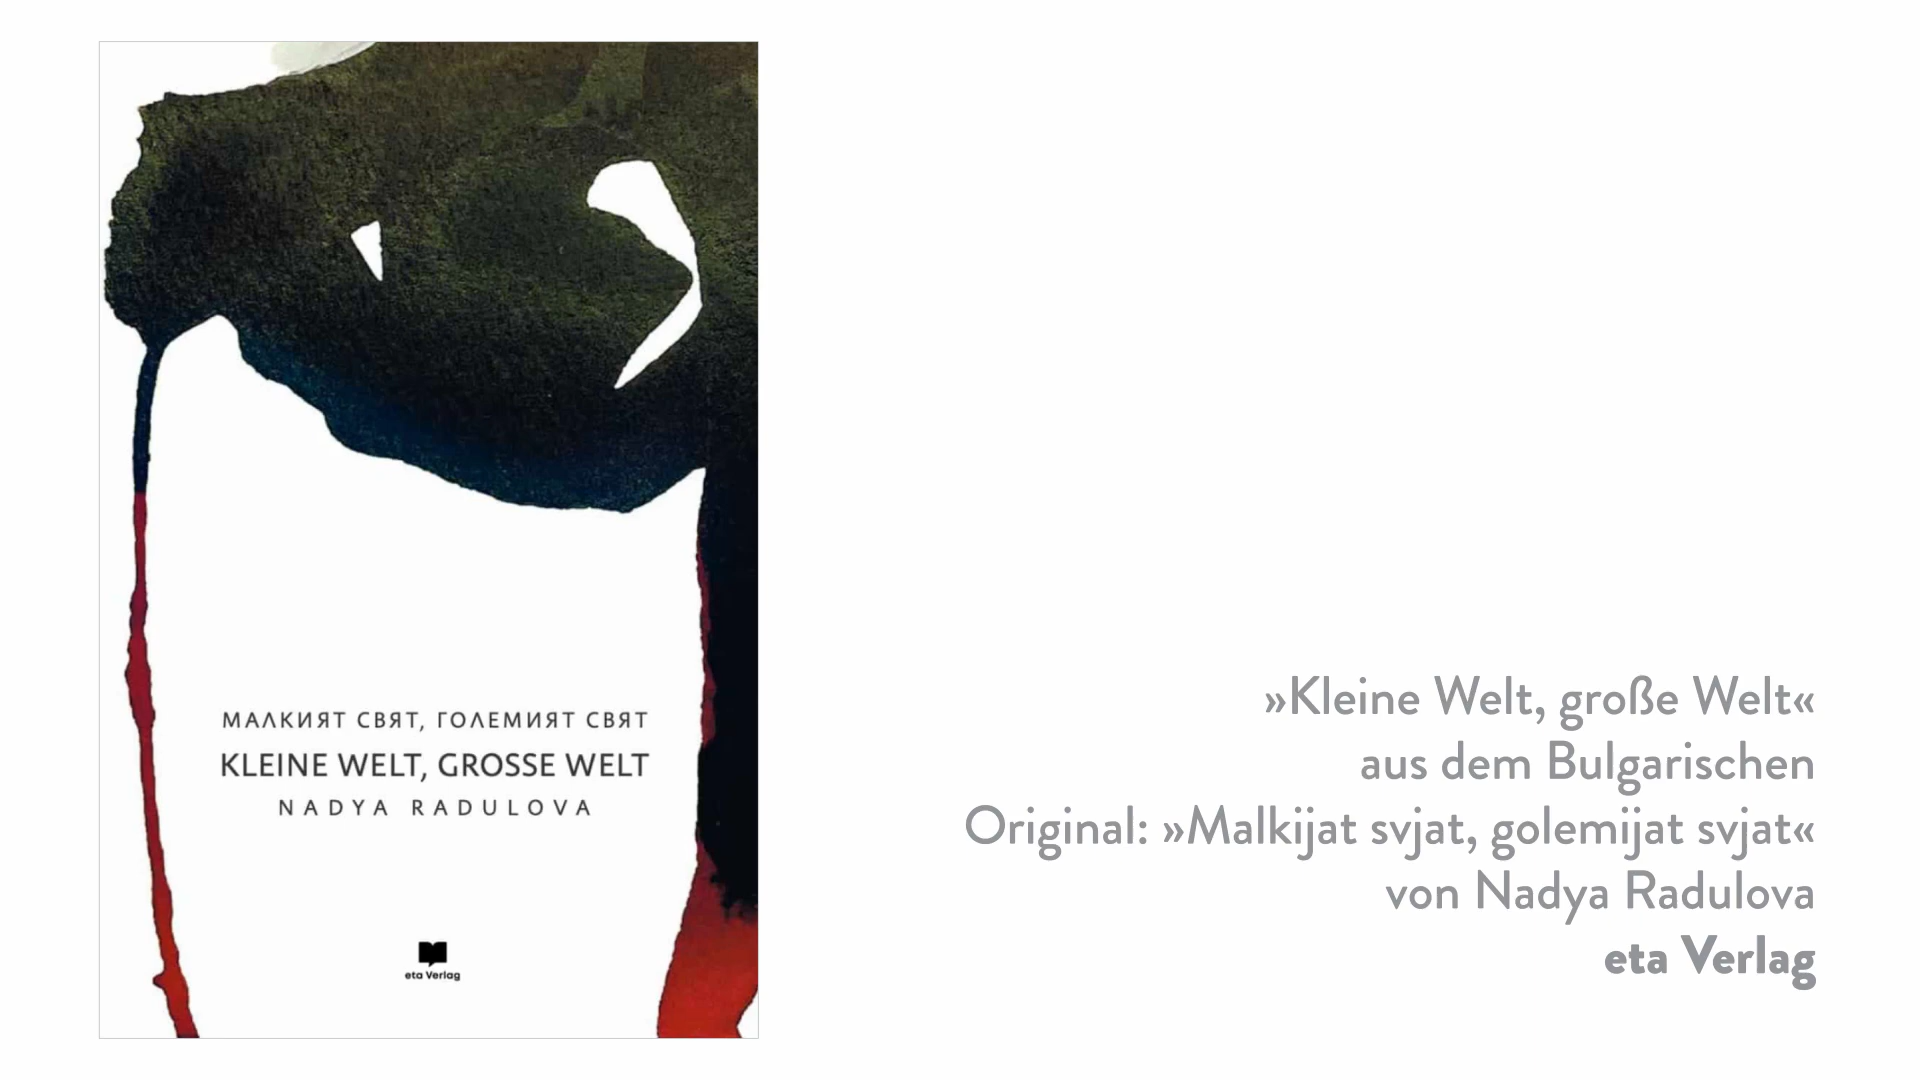 МАЛКИЯТ СВЯТ, ГОЛЕМИЯТ СВЯТ
KLEINE WELT, GROSSE WELT
NADYA RADULOVA
eta Verlag
»Kleine Welt, große Welt«
aus dem Bulgarischen
Original: »Malkijat svjat, golemijat svjat«
von Nadya Radulova
eta Verlag